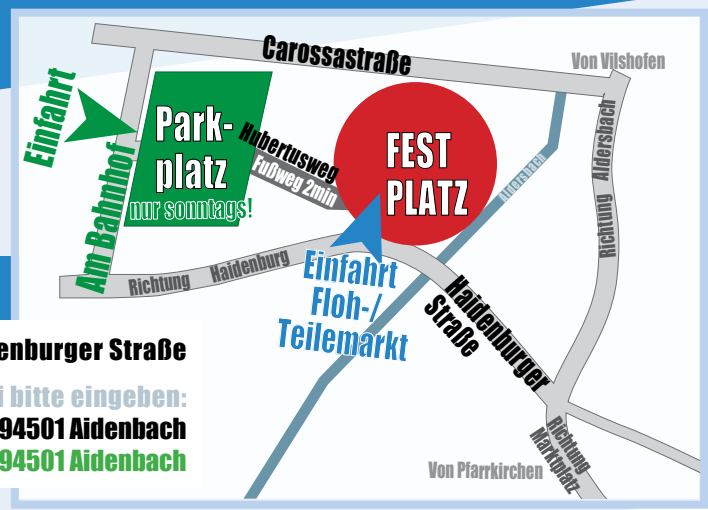 Carossastraße
Von Vilshofen
Einfahrt
Park-
platz
nur sonntags!
Hubertusweg
Fußweg 2min
FEST
PLATZ
Aldersbach
Richtung Aldersbach
Am Bahnhof
Richtung Haidenburg
Einfahrt
Floh-/
Teilemarkt
Haidenburger
Straße
enburger Straße
i bitte eingeben:
94501 Aidenbach
94501 Aidenbach
Richtung
Marktplatz
Von Pfarrkirchen